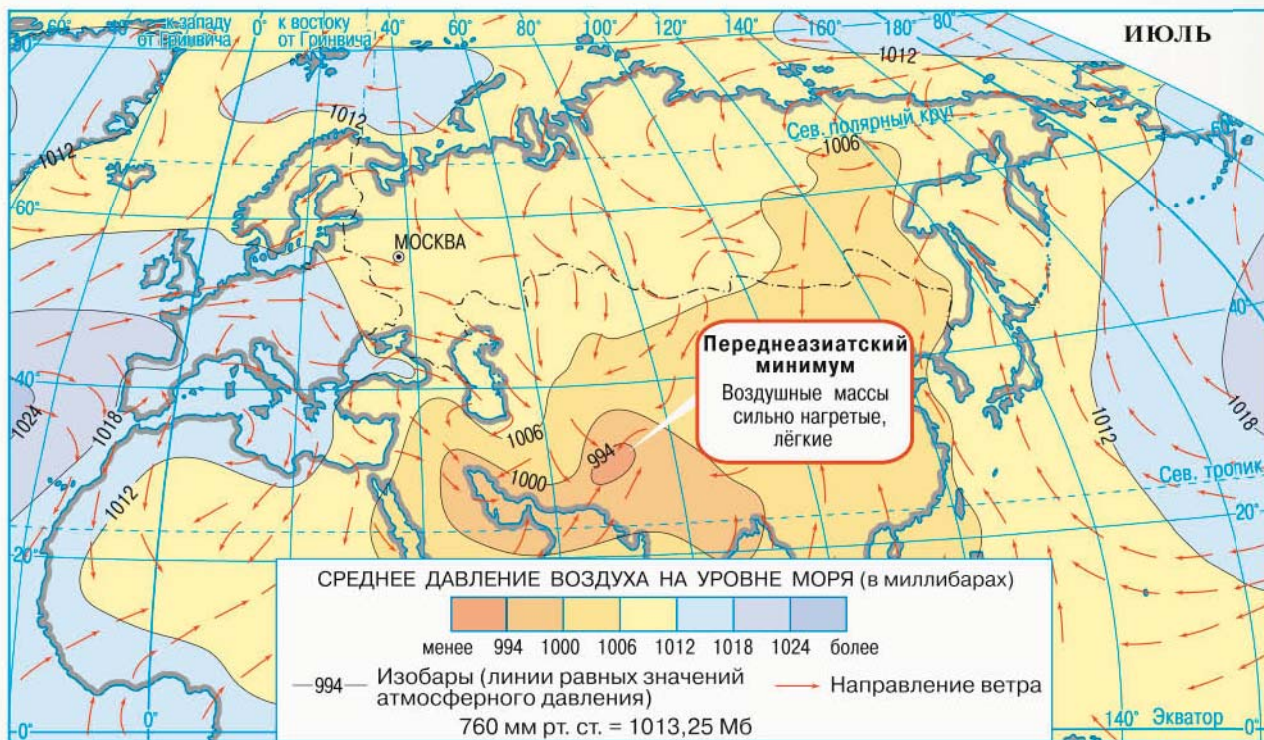 к западу
от Гринвича
0°
к востоку
от Гринвича
20°
40°
60°
80°
100°
120°
140°
160°
180°
80°
ИЮЛЬ
1012
1012
1012
Сев. полярный круг
1006
60°
60°
МОСКВА
40°
Переднеазиатский
минимум
Воздушные массы
сильно нагретые,
лёгкие
40°
1024
1018
1006
1012
1018
994
1000
1012
Сев. тропик
20°
20°
СРЕДНЕЕ ДАВЛЕНИЕ ВОЗДУХА НА УРОВНЕ МОРЯ (в миллибарах)
менее 994 1000 1006 1012 1018 1024 более
994 Изобары (линии равных значений
атмосферного давления)
Направление ветра
760 мм рт. ст. = 1013,25 Мб
0°
0°
140°
Экватор
0°